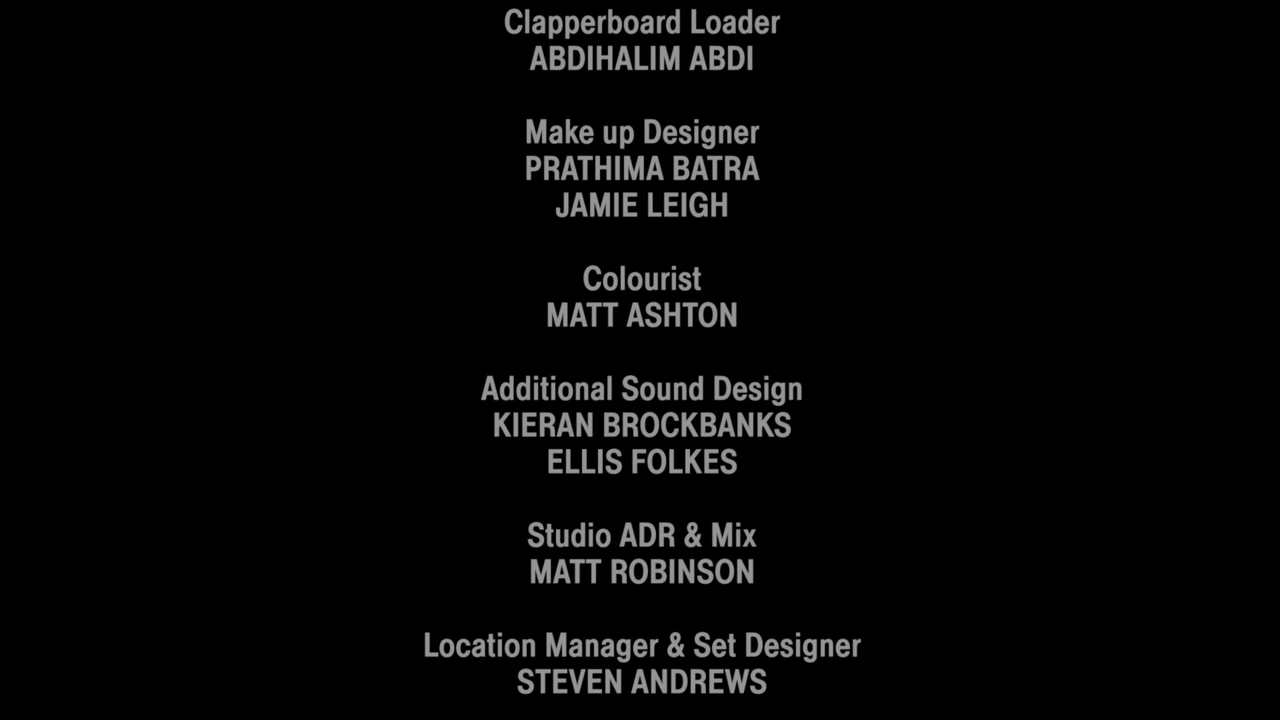 Clapperboard Loader
ABDIHALIM ABDI
Make up Designer
PRATHIMA BATRA
JAMIE LEIGH
Colourist
MATT ASHTON
Additional Sound Design
KIERAN BROCKBANKS
ELLIS FOLKES
Studio ADR & Mix
MATT ROBINSON
Location Manager & Set Designer
STEVEN ANDREWS